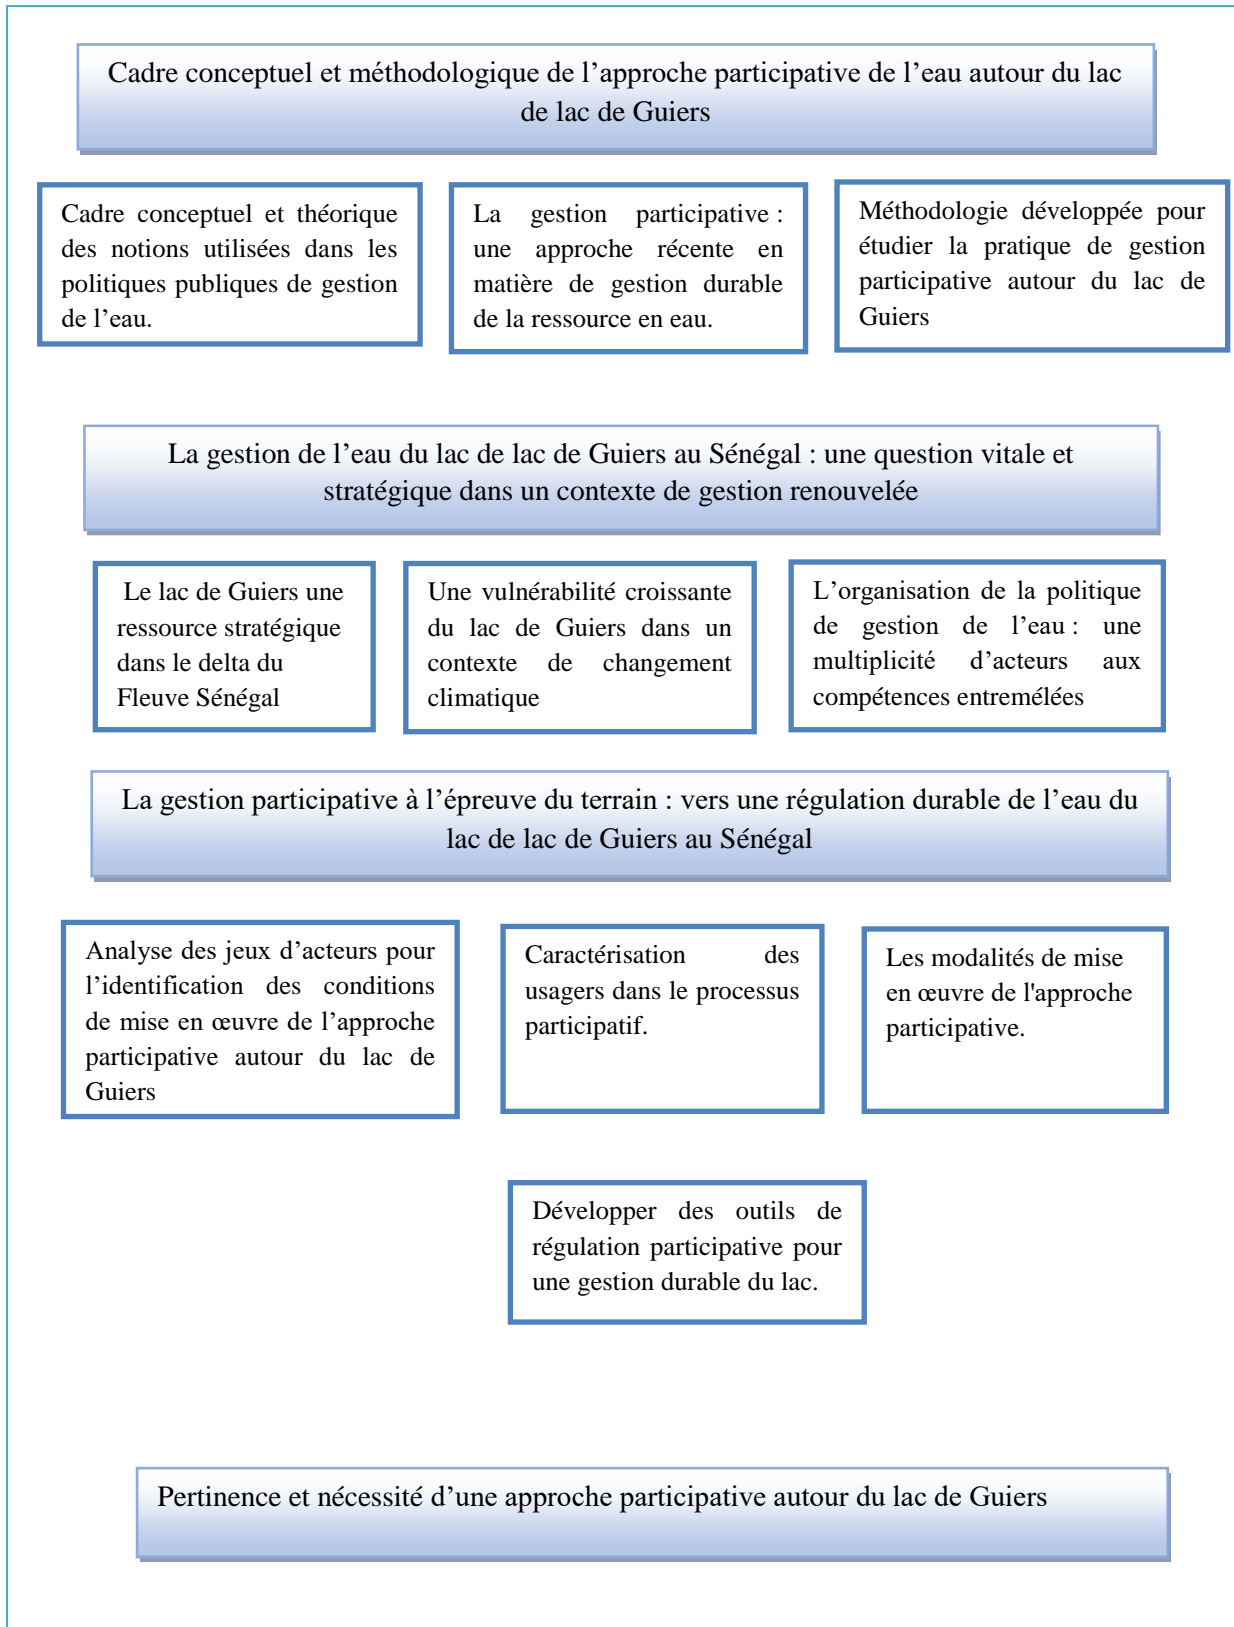 Cadre conceptuel et méthodologique de l’approche participative de l’eau autour du lac
de lac de Guiers
Cadre conceptuel et théorique
des notions utilisées dans les
politiques publiques de gestion
de l’eau.
La gestion participative :
une approche récente en
matière de gestion durable
de la ressource en eau.
Méthodologie développée pour
étudier la pratique de gestion
participative autour du lac de
Guiers
La gestion de l’eau du lac de lac de Guiers au Sénégal : une question vitale et
stratégique dans un contexte de gestion renouvelée
Le lac de Guiers une
ressource stratégique
dans le delta du
Fleuve Sénégal
Une vulnérabilité croissante
du lac de Guiers dans un
contexte de changement
climatique
L’organisation de la politique
de gestion de l’eau : une
multiplicité d’acteurs aux
compétences entremélées
La gestion participative à l’épreuve du terrain : vers une régulation durable de l’eau du
lac de lac de Guiers au Sénégal
Analyse des jeux d’acteurs pour
l’identification des conditions
de mise en œuvre de l’approche
participative autour du lac de
Guiers
Caractérisation des
usagers dans le processus
participatif.
Les modalités de mise
en œuvre de l'approche
participative.
Développer des outils de
régulation participative pour
une gestion durable du lac.
Pertinence et nécessité d’une approche participative autour du lac de Guiers